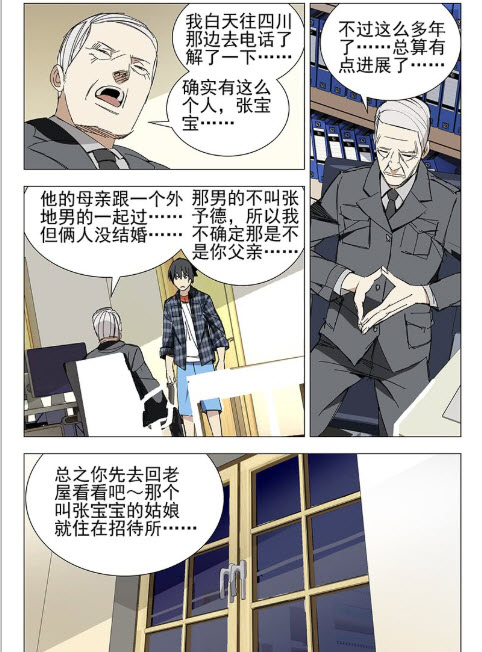 我白天往四川
那边去电话了
解了一下……
确实有这么
个人，张宝
宝……
不过这么多年
了……总算有
点进展了……
他的母亲跟一个外
地男的一起过……
但俩人没结婚……
那男的不叫张
予德，所以我
不确定那是不
是你父亲……
总之你先去回老
屋看看吧～那个
叫张宝宝的姑娘
就住在招待所……